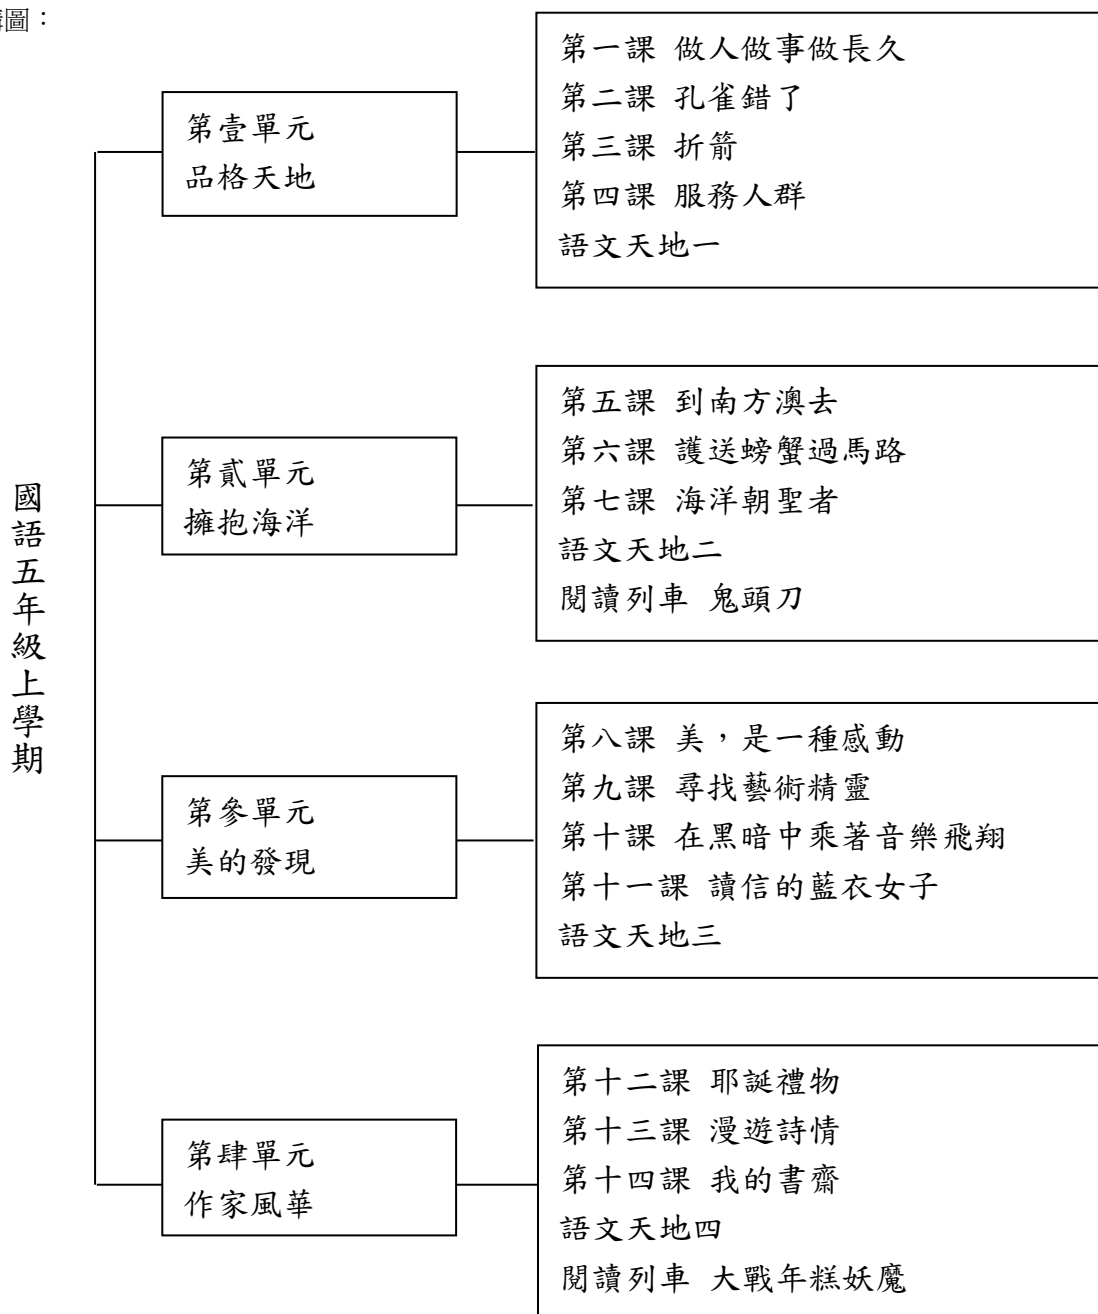 構圖：
國語五年級上學期
第壹單元
品格天地
第一課 做人做事做長久
第二課 孔雀錯了
第三課 折箭
第四課 服務人群
語文天地一
第貳單元
擁抱海洋
第五課 到南方澳去
第六課 護送螃蟹過馬路
第七課 海洋朝聖者
語文天地二
閱讀列車 鬼頭刀
第參單元
美的發現
第八課 美，是一種感動
第九課 尋找藝術精靈
第十課 在黑暗中乘著音樂飛翔
第十一課 讀信的藍衣女子
語文天地三
第肆單元
作家風華
第十二課 耶誕禮物
第十三課 漫遊詩情
第十四課 我的書齋
語文天地四
閱讀列車 大戰年糕妖魔